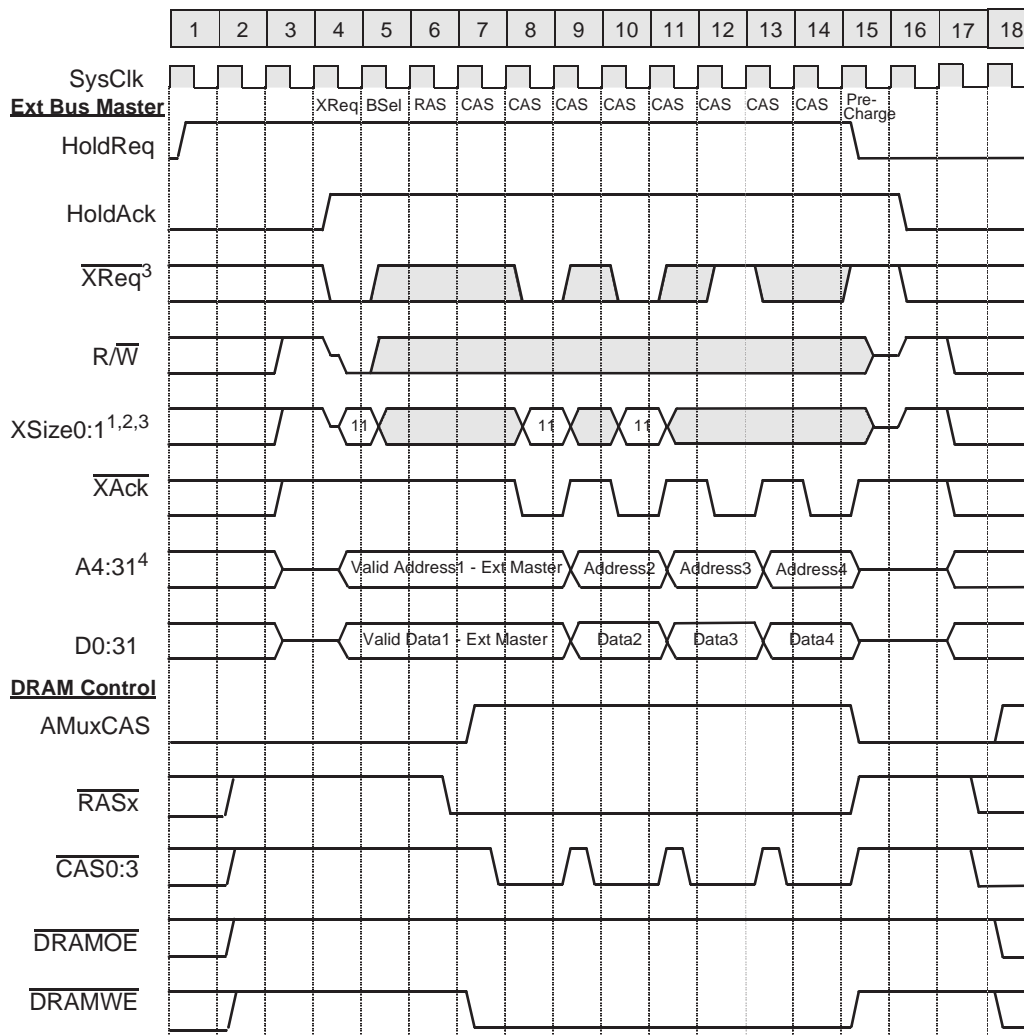 1 2 3 4 5 6 7 8 9 10 11 12 13 14 15 16 17 18
SysClk
Ext Bus Master
XReq BSel RAS CAS CAS CAS CAS CAS CAS CAS CAS Pre-
Charge
HoldReq
HoldAck
XReq3
R/W
XSize0:11,2,3 11 11 11
XAck
A4:314 Valid Address1 - Ext Master Address2 Address3 Address4
D0:31 Valid Data1 - Ext Master Data2 Data3 Data4
DRAM Control
AMuxCAS
RASx
CAS0:3
DRAMOE
DRAMWE